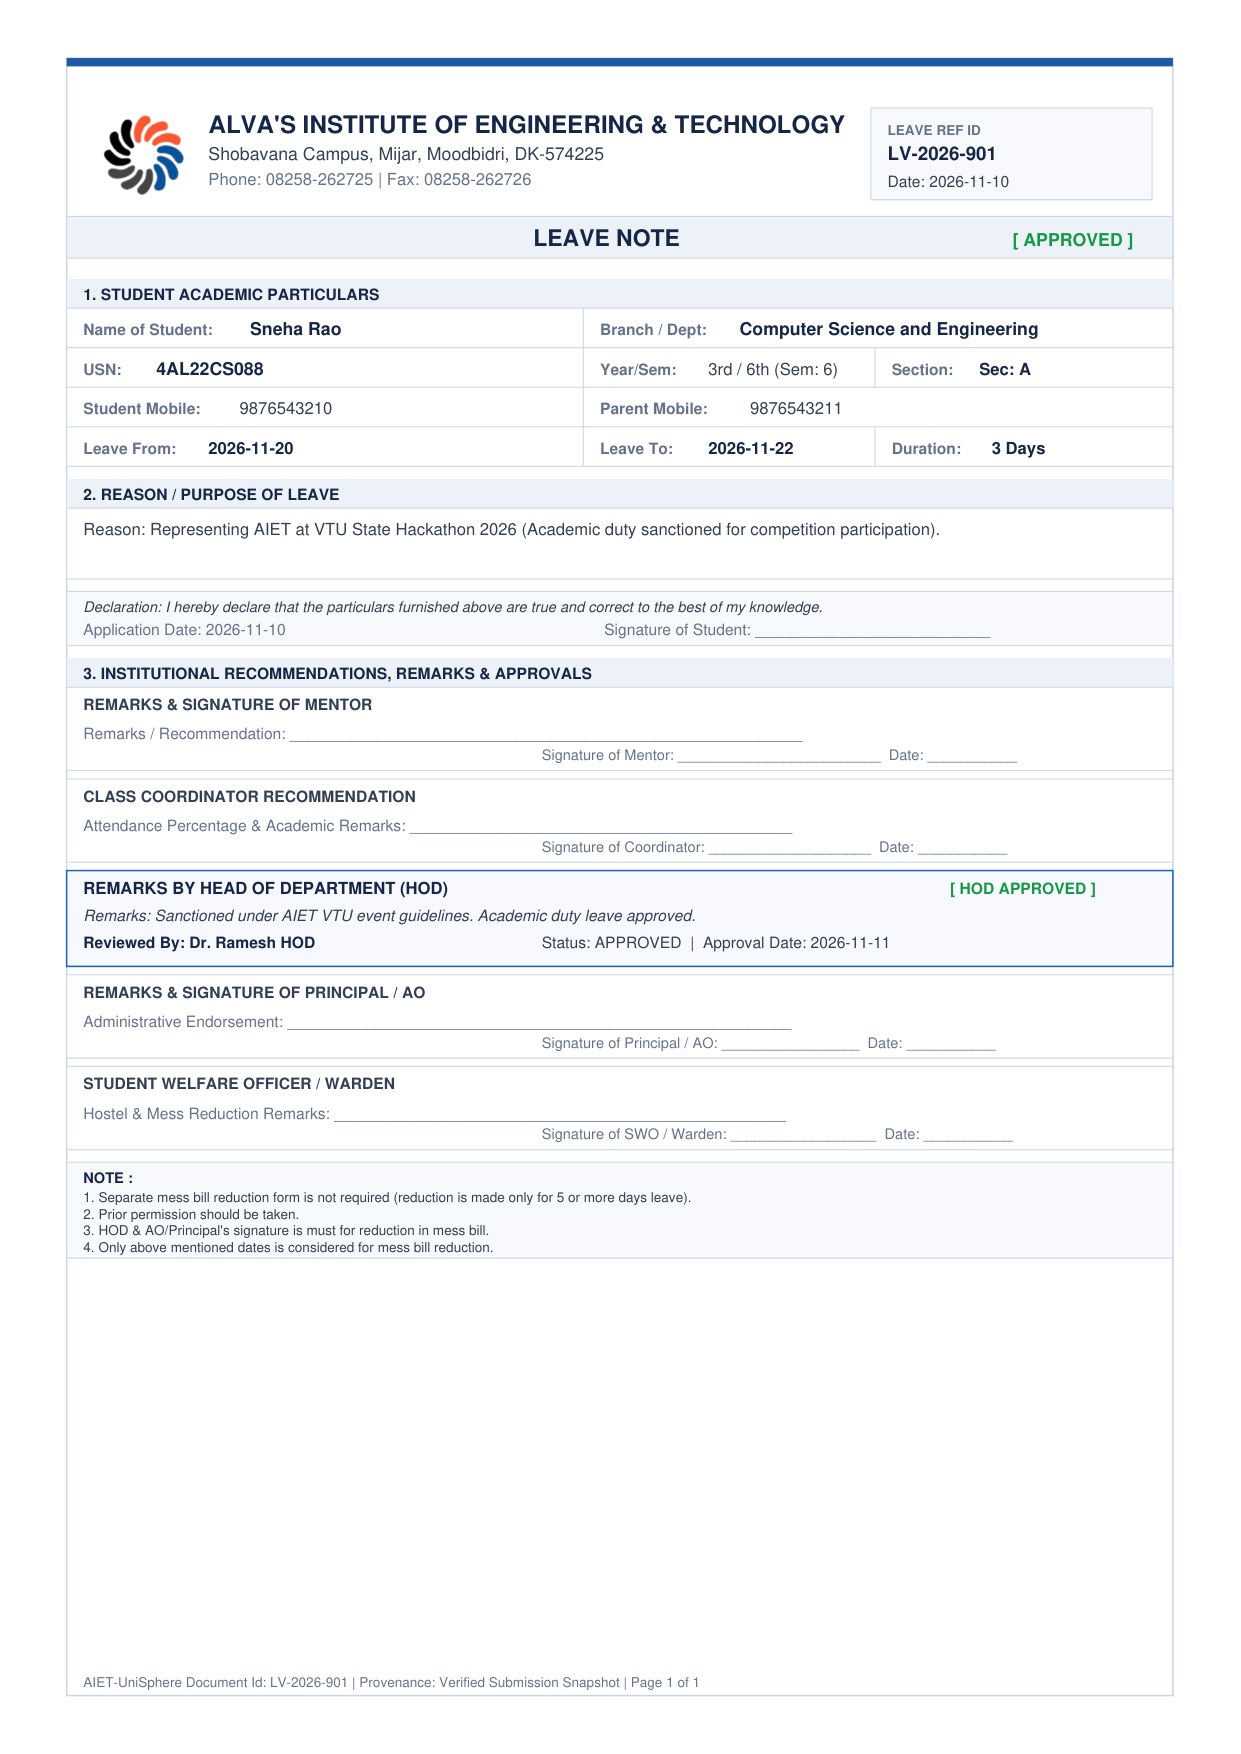 ALVA'S INSTITUTE OF ENGINEERING & TECHNOLOGY
Shobavana Campus, Mijar, Moodbidri, DK-574225
Phone: 08258-262725 | Fax: 08258-262726
LEAVE REF ID
LV-2026-901
Date: 2026-11-10
LEAVE NOTE [ APPROVED ]
1. STUDENT ACADEMIC PARTICULARS
Name of Student: Sneha Rao Branch / Dept: Computer Science and Engineering
USN: 4AL22CS088 Year/Sem: 3rd / 6th (Sem: 6) Section: Sec: A
Student Mobile: 9876543210 Parent Mobile: 9876543211
Leave From: 2026-11-20 Leave To: 2026-11-22 Duration: 3 Days
2. REASON / PURPOSE OF LEAVE
Reason: Representing AIET at VTU State Hackathon 2026 (Academic duty sanctioned for competition participation).
Declaration: I hereby declare that the particulars furnished above are true and correct to the best of my knowledge.
Application Date: 2026-11-10 Signature of Student: ____________________________
3. INSTITUTIONAL RECOMMENDATIONS, REMARKS & APPROVALS
REMARKS & SIGNATURE OF MENTOR
Remarks / Recommendation: _______________________________________________________________
Signature of Mentor: _________________________ Date: ___________
CLASS COORDINATOR RECOMMENDATION
Attendance Percentage & Academic Remarks: _______________________________________________
Signature of Coordinator: ____________________ Date: ___________
REMARKS BY HEAD OF DEPARTMENT (HOD) [ HOD APPROVED ]
Remarks: Sanctioned under AIET VTU event guidelines. Academic duty leave approved.
Reviewed By: Dr. Ramesh HOD Status: APPROVED | Approval Date: 2026-11-11
REMARKS & SIGNATURE OF PRINCIPAL / AO
Administrative Endorsement: ______________________________________________________________
Signature of Principal / AO: _________________ Date: ___________
STUDENT WELFARE OFFICER / WARDEN
Hostel & Mess Reduction Remarks: ________________________________________________________
Signature of SWO / Warden: __________________ Date: ___________
NOTE :
1. Separate mess bill reduction form is not required (reduction is made only for 5 or more days leave).
2. Prior permission should be taken.
3. HOD & AO/Principal's signature is must for reduction in mess bill.
4. Only above mentioned dates is considered for mess bill reduction.
AIET-UniSphere Document Id: LV-2026-901 | Provenance: Verified Submission Snapshot | Page 1 of 1